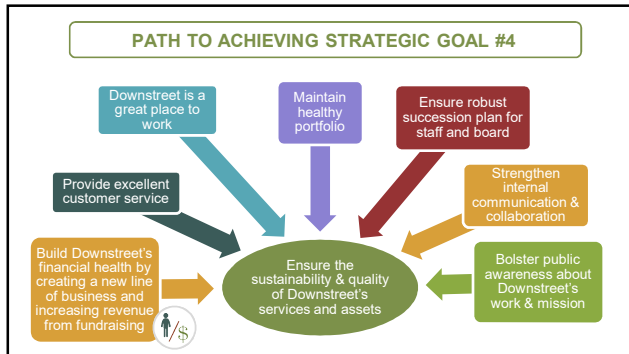 PATH TO ACHIEVING STRATEGIC GOAL #4
Downstreet is a
great place to
work
Maintain
healthy
portfolio
Ensure robust
succession plan for
staff and board
Provide excellent
customer service
Strengthen
internal
communication &
collaboration
Build Downstreet's
financial health by
creating a new line
of business and
increasing revenue
from fundraising
/$
Ensure the
sustainability & quality
of Downstreet's
services and assets
Bolster public
awareness about
Downstreet's
work & mission